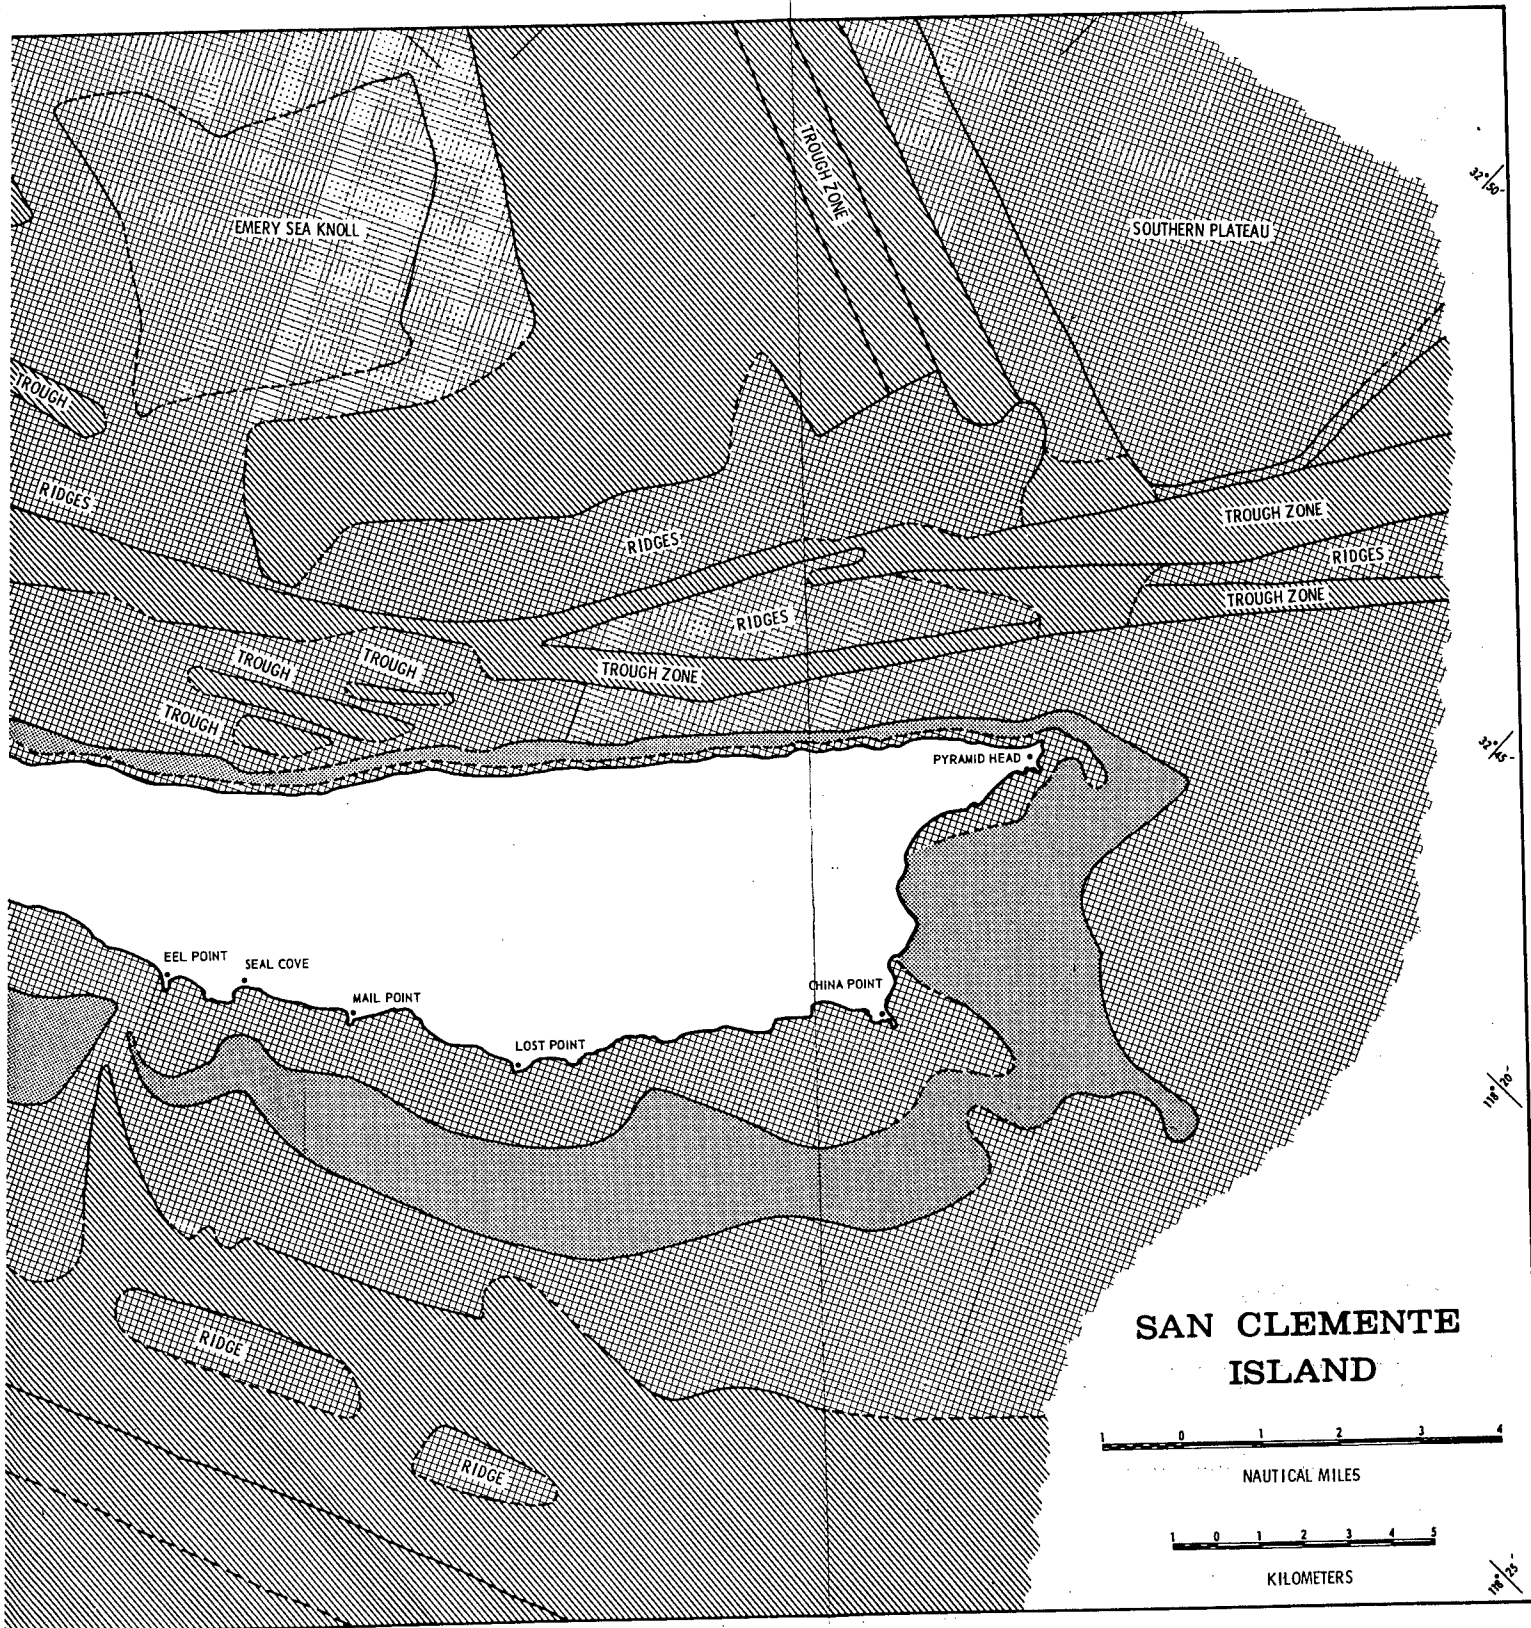 TROUGH ZONE
32° 50'
EMERY SEA KNOLL
SOUTHERN PLATEAU
TROUGH
RIDGES
TROUGH ZONE
RIDGES
RIDGES
TROUGH ZONE
RIDGES
TROUGH
TROUGH
TROUGH ZONE
TROUGH
32° 45'
PYRAMID HEAD
EEL POINT
SEAL COVE
CHINA POINT
MAIL POINT
LOST POINT
118° 20'
SAN CLEMENTE
ISLAND
RIDGE
1 0 1 2 3 4
NAUTICAL MILES
RIDGE
1 0 1 2 3 4 5
KILOMETERS
118° 25'